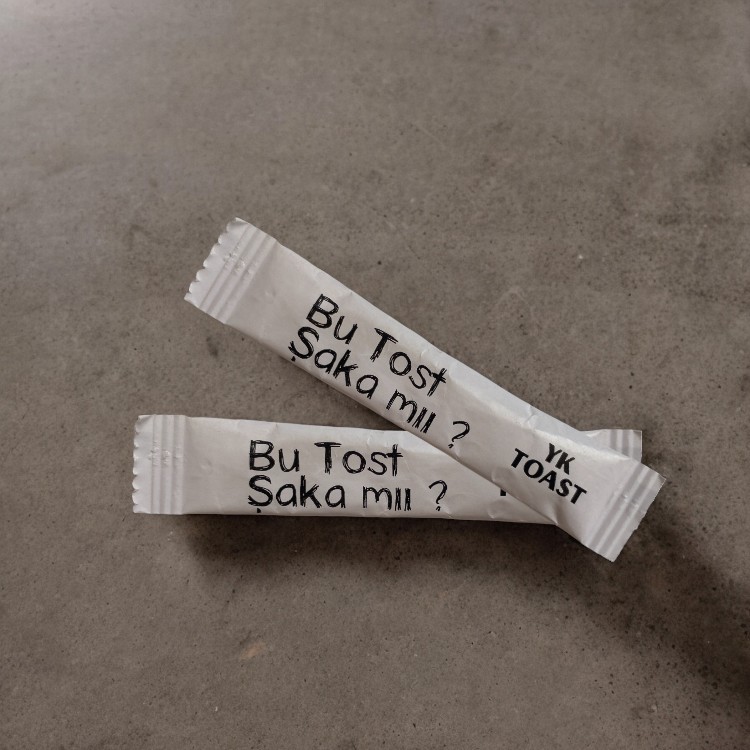 Bu Tost
Şaka mıı ?
YK
TOAST
Bu Tost
Şaka mıı ?